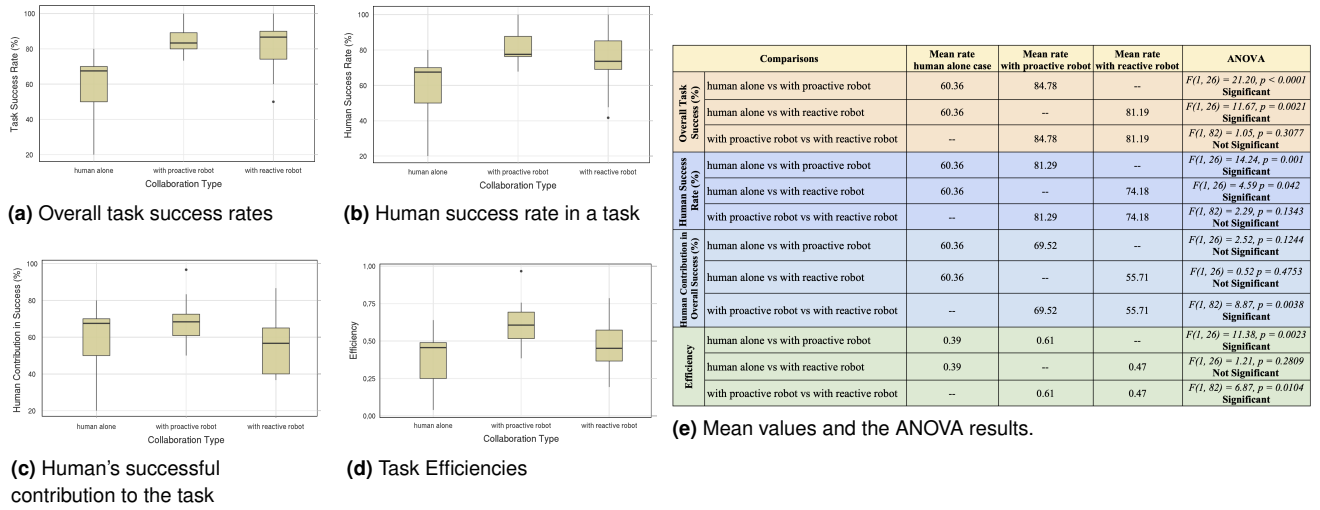 Task Success Rate (%)
100
80
60
40
20
human alone
with proactive robot
with reactive robot
Collaboration Type
(a) Overall task success rates
Human Success Rate (%)
100
80
60
40
20
human alone
with proactive robot
with reactive robot
Collaboration Type
(b) Human success rate in a task
Human Contribution in Success (%)
100
80
60
40
20
human alone
with proactive robot
with reactive robot
Collaboration Type
(c) Human's successful
contribution to the task
Efficiency
1,00
0,75
0,50
0,25
0,00
human alone
with proactive robot
with reactive robot
Collaboration Type
(d) Task Efficiencies
Comparisons
Mean rate
human alone case
Mean rate
with proactive robot
Mean rate
with reactive robot
ANOVA
Overall Task
Success (%)
human alone vs with proactive robot
60.36
84.78
--
F(1, 26) = 21.20, p < 0.0001
Significant
human alone vs with reactive robot
60.36
--
81.19
F(1, 26) = 11.67, p = 0.0021
Significant
with proactive robot vs with reactive robot
--
84.78
81.19
F(1, 82) = 1.05, p = 0.3077
Not Significant
Human Success
Rate (%)
human alone vs with proactive robot
60.36
81.29
--
F(1, 26) = 14.24, p = 0.001
Significant
human alone vs with reactive robot
60.36
--
74.18
F(1, 26) = 4.59 p = 0.042
Significant
with proactive robot vs with reactive robot
--
81.29
74.18
F(1, 82) = 2.29, p = 0.1343
Not Significant
Human Contribution in
Overall Success (%)
human alone vs with proactive robot
60.36
69.52
--
F(1, 26) = 2.52, p = 0.1244
Not Significant
human alone vs with reactive robot
60.36
--
55.71
F(1, 26) = 0.52 p = 0.4753
Not Significant
with proactive robot vs with reactive robot
--
69.52
55.71
F(1, 82) = 8.87, p = 0.0038
Significant
Efficiency
human alone vs with proactive robot
0.39
0.61
--
F(1, 26) = 11.38, p = 0.0023
Significant
human alone vs with reactive robot
0.39
--
0.47
F(1, 26) = 1.21, p = 0.2809
Not Significant
with proactive robot vs with reactive robot
--
0.61
0.47
F(1, 82) = 6.87, p = 0.0104
Significant
(e) Mean values and the ANOVA results.